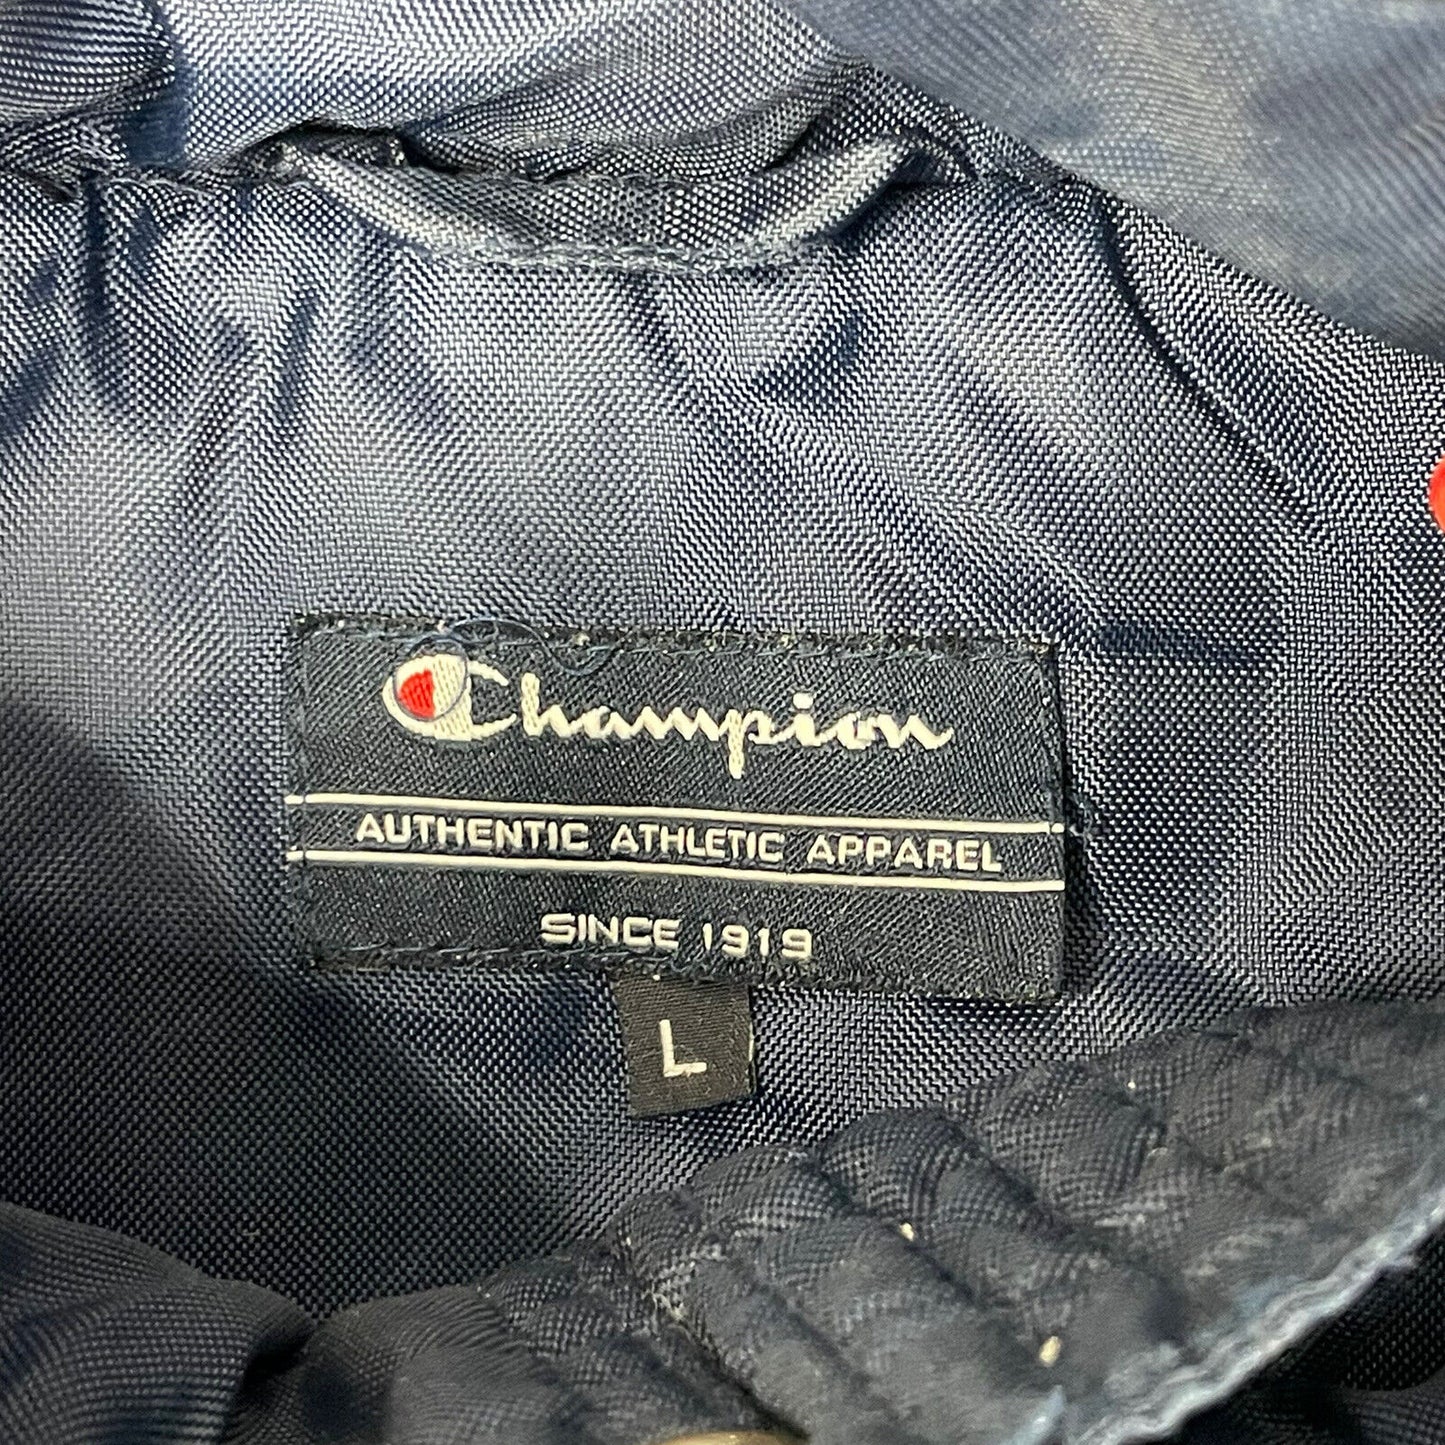 Champion
AUTHENTIC ATHLETIC APPAREL
SINCE 1919
L